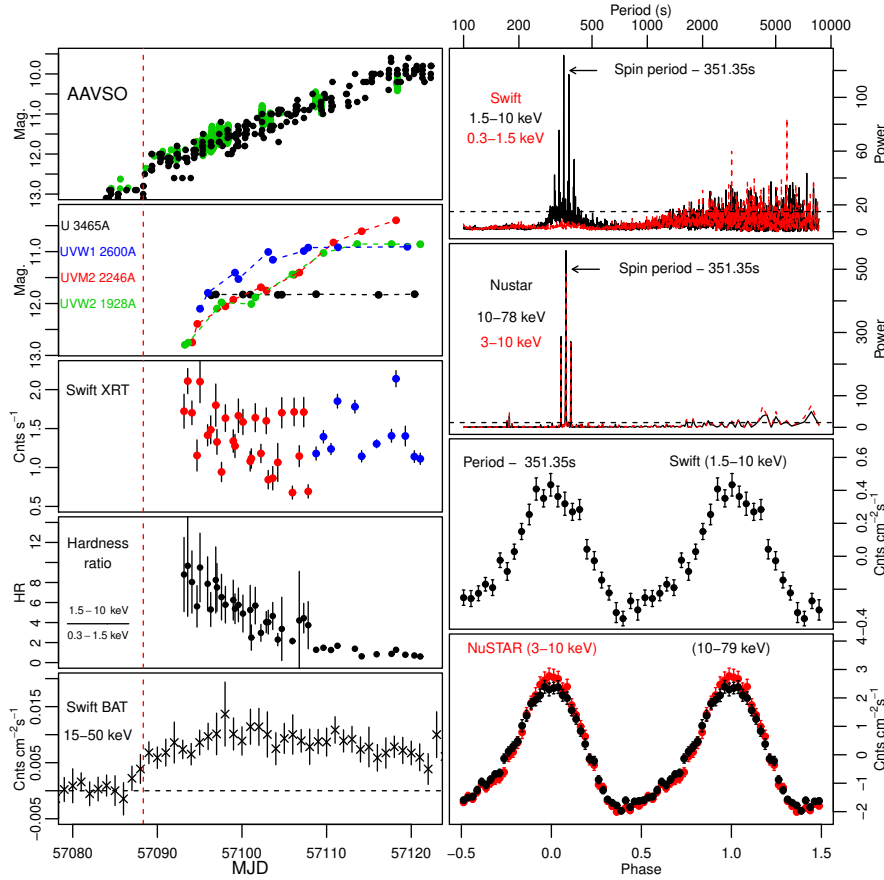 AAVSO
Mag.
10.0
11.0
12.0
13.0
U 3465A
UVW1 2600A
UVM2 2246A
UVW2 1928A
Mag.
11.0
12.0
13.0
Swift XRT
Cnts s⁻¹
2.0
1.5
1.0
0.5
Hardness
ratio
1.5−10 keV
0.3−1.5 keV
HR
12
8
6
4
2
0
Swift BAT
15−50 keV
Cnts cm⁻²s⁻¹
0.015
0.005
−0.005
57080
57090
57100
57110
57120
MJD
Period (s)
100
200
500
1000
2000
5000
10000
Spin period − 351.35s
Swift
1.5−10 keV
0.3−1.5 keV
Power
100
60
20
0
Spin period − 351.35s
Nustar
10−78 keV
3−10 keV
Power
500
300
100
0
Period − 351.35s
Swift (1.5−10 keV)
Cnts cm⁻²s⁻¹
0.6
0.4
0.2
0.0
−0.4
NuSTAR (3−10 keV)
(10−79 keV)
Cnts cm⁻²s⁻¹
−4
3
2
1
0
−1
−2
−0.5
0.0
0.5
1.0
1.5
Phase